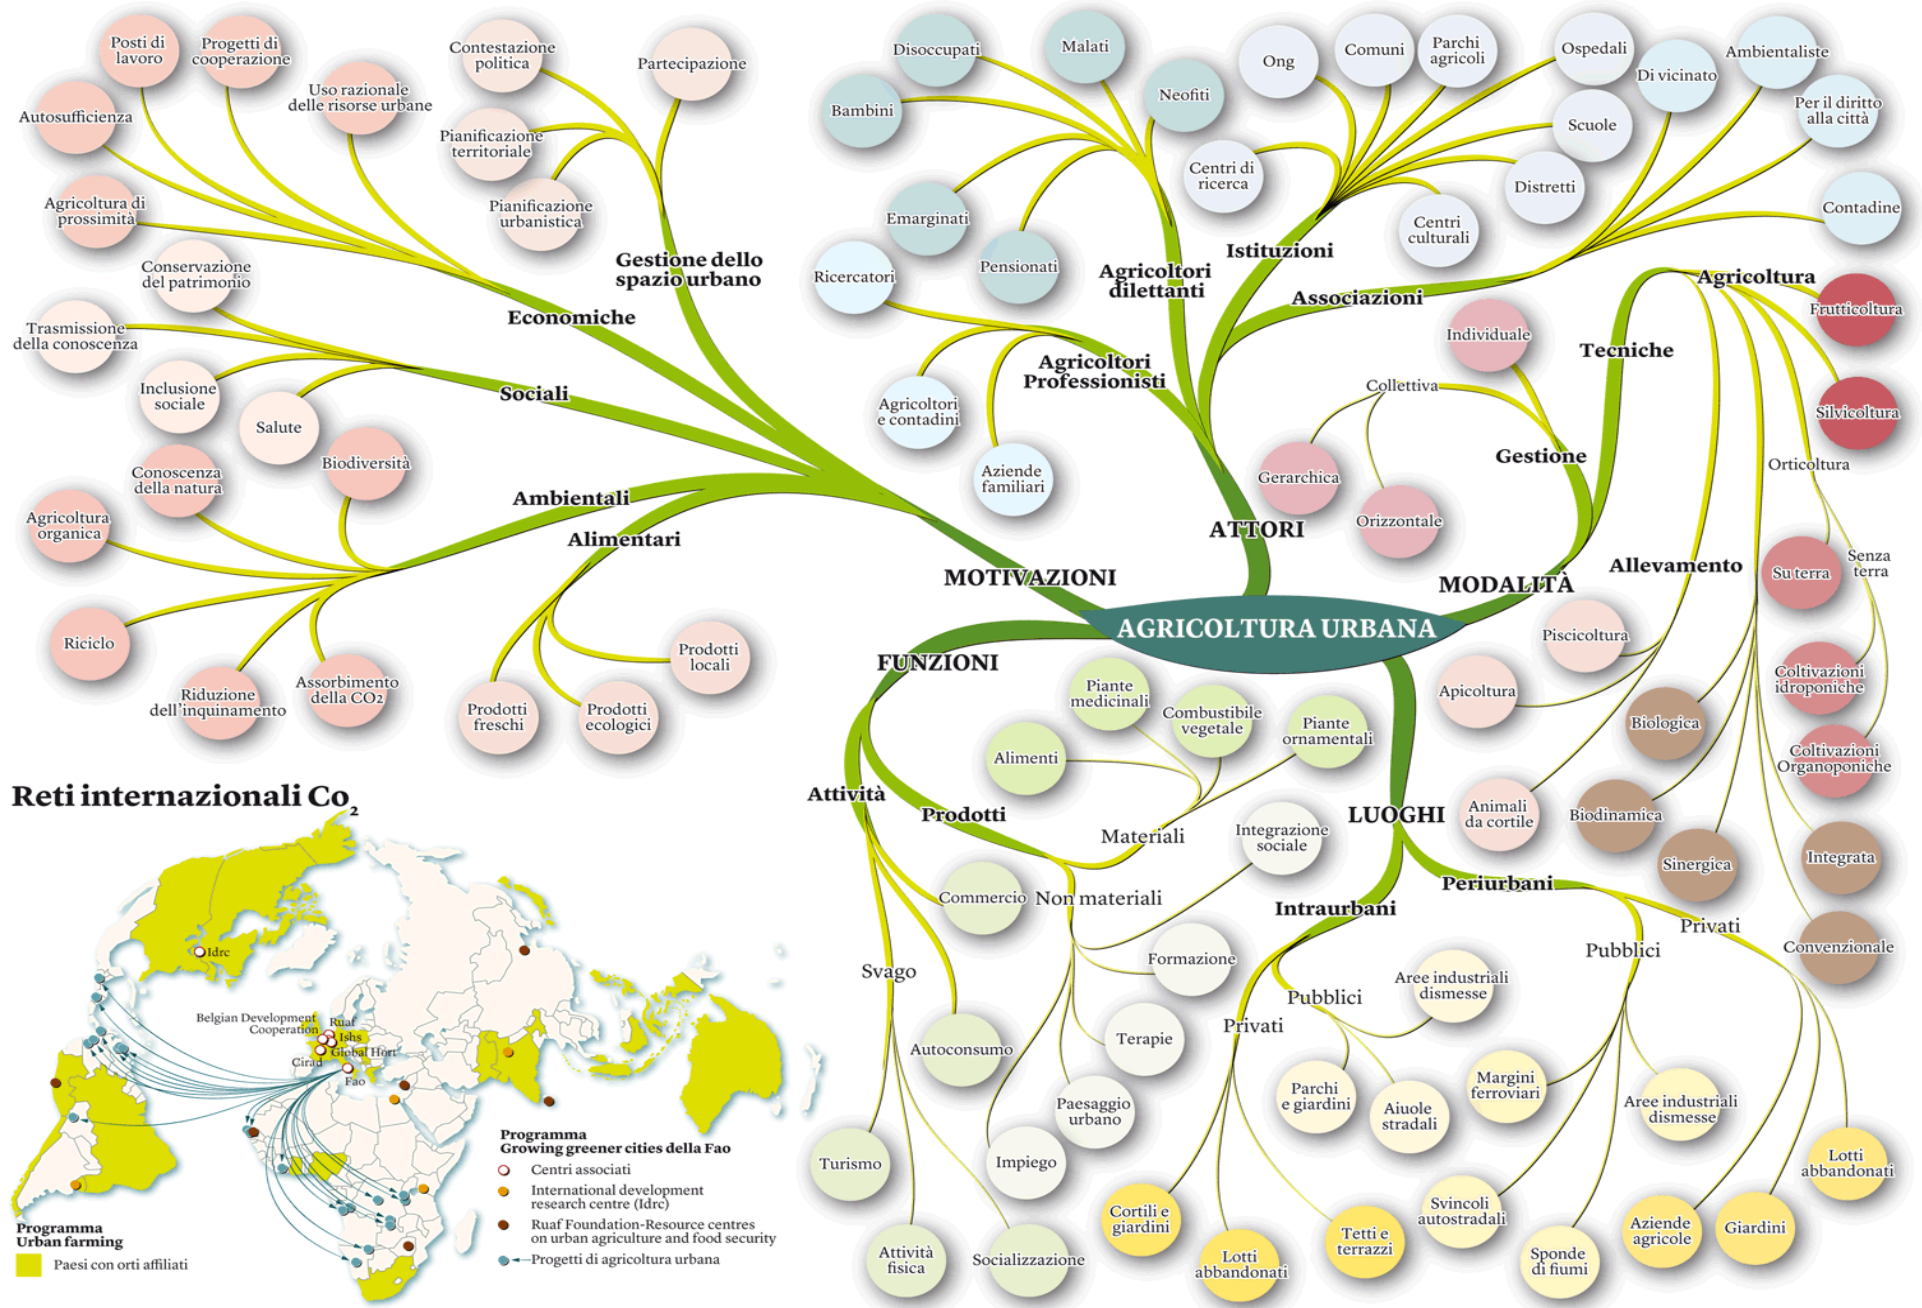 Posti di
lavoro
Progetti di
cooperazione
Uso razionale
delle risorse urbane
Autosufficienza
Agricoltura di
prossimità
Economiche
Contestazione
politica
Partecipazione
Pianificazione
territoriale
Pianificazione
urbanistica
Gestione dello
spazio urbano
Conservazione
del patrimonio
Trasmissione
della conoscenza
Inclusione
sociale
Salute
Sociali
Conoscenza
della natura
Biodiversità
Agricoltura
organica
Riciclo
Riduzione
dell'inquinamento
Assorbimento
della CO2
Ambientali
Alimentari
Prodotti
freschi
Prodotti
ecologici
Prodotti
locali
MOTIVAZIONI
Disoccupati
Malati
Neofiti
Bambini
Emarginati
Pensionati
Agricoltori
dilettanti
Ricercatori
Agricoltori
e contadini
Aziende
familiari
Agricoltori
Professionisti
Ong
Comuni
Parchi
agricoli
Ospedali
Scuole
Distretti
Centri di
ricerca
Centri
culturali
Istituzioni
Di vicinato
Ambientaliste
Per il diritto
alla città
Contadine
Associazioni
ATTORI
Individuale
Collettiva
Gerarchica
Orizzontale
Gestione
Tecniche
Agricoltura
Frutticoltura
Silvicoltura
Orticoltura
Su terra
Senza
terra
Coltivazioni
idroponiche
Coltivazioni
Organoponiche
Allevamento
Piscicoltura
Apicoltura
Animali
da cortile
Biologica
Biodinamica
Sinergica
Integrata
Convenzionale
MODALITÀ
AGRICOLTURA URBANA
FUNZIONI
Attività
Prodotti
Piante
medicinali
Combustibile
vegetale
Piante
ornamentali
Alimenti
Materiali
Integrazione
sociale
Non materiali
Formazione
Terapie
Paesaggio
urbano
Impiego
Commercio
Svago
Autoconsumo
Turismo
Attività
fisica
Socializzazione
LUOGHI
Intraurbani
Periurbani
Privati
Pubblici
Aree industriali
dismesse
Parchi
e giardini
Aiuole
stradali
Cortili e
giardini
Lotti
abbandonati
Tetti e
terrazzi
Pubblici
Privati
Margini
ferroviari
Aree industriali
dismesse
Svincoli
autostradali
Sponde
di fiumi
Aziende
agricole
Giardini
Lotti
abbandonati
Reti internazionali Co2
Idrc
Belgian Development
Cooperation
Ruaf
Ishs
Global Hort
Cirad
Fao
Programma
Growing greener cities della Fao
Centri associati
International development
research centre (Idrc)
Ruaf Foundation-Resource centres
on urban agriculture and food security
Progetti di agricoltura urbana
Programma
Urban farming
Paesi con orti affiliati